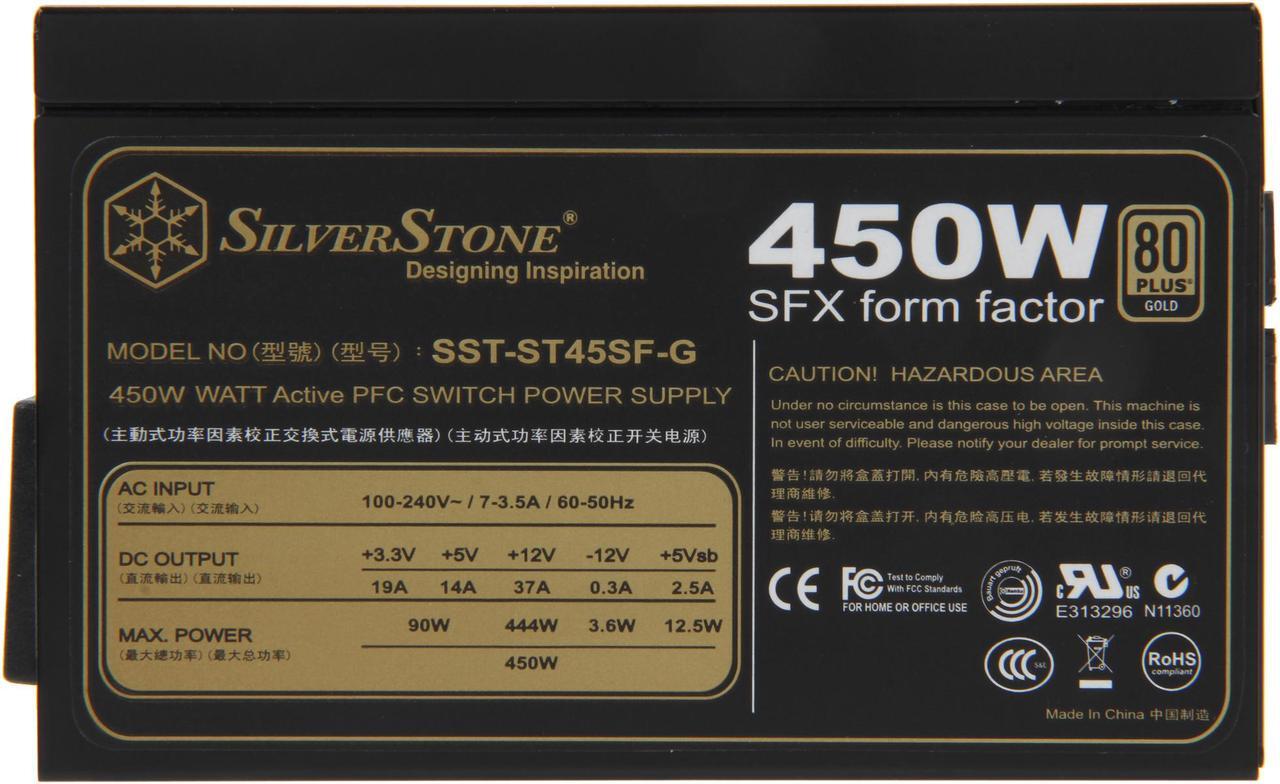 SILVERSTONE®
Designing Inspiration
450W
SFX form factor
80
PLUS®
GOLD
MODEL NO (型號) (型号) : SST-ST45SF-G
450W WATT Active PFC SWITCH POWER SUPPLY
(主動式功率因素校正交換式電源供應器) (主动式功率因素校正开关电源)
AC INPUT
(交流輸入) (交流输入)
100-240V~ / 7-3.5A / 60-50Hz
DC OUTPUT
(直流輸出) (直流输出)
+3.3V +5V +12V -12V +5Vsb
19A 14A 37A 0.3A 2.5A
MAX. POWER
(最大總功率) (最大总功率)
90W 444W 3.6W 12.5W
450W
CAUTION! HAZARDOUS AREA
Under no circumstance is this case to be open. This machine is
not user serviceable and dangerous high voltage inside this case.
In event of difficulty. Please notify your dealer for prompt service.
警告!請勿將盒蓋打開, 內有危險高壓電, 若發生故障情形請退回代
理商維修.
警告!请勿将盒盖打开, 内有危险高压电, 若发生故障情形请退回代
理商维修.
CE
FC
Test to Comply
With FCC Standards
FOR HOME OR OFFICE USE
Bauart geprüft
c RU® US
E313296
N11360
CCC S&E
RoHS
compliant
Made In China 中国制造